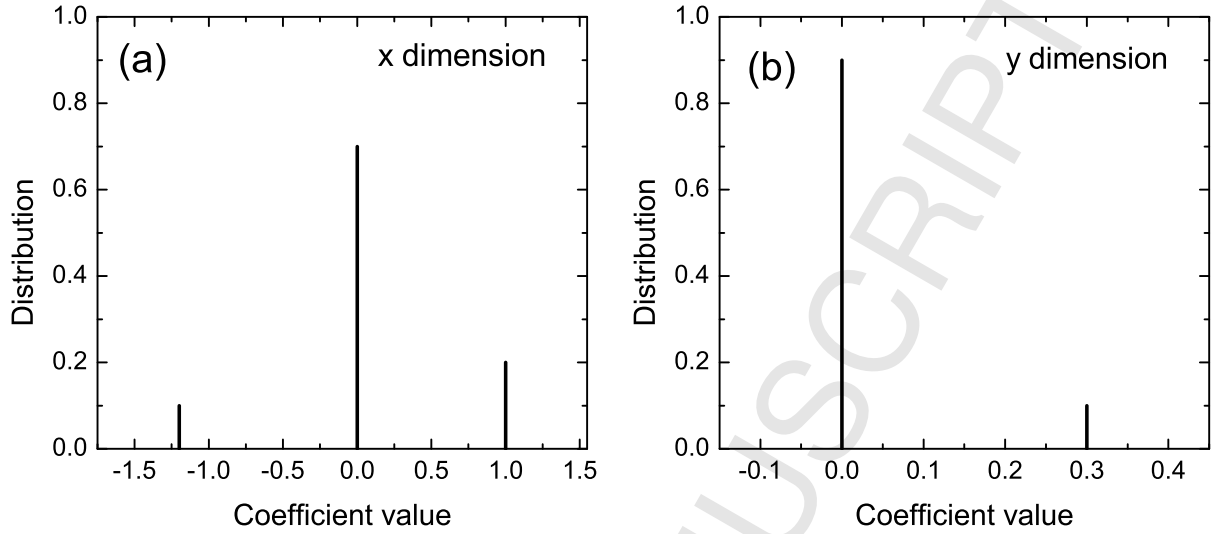 (a)
x dimension
1.0
0.8
0.6
0.4
0.2
0.0
Distribution
-1.5 -1.0 -0.5 0.0 0.5 1.0 1.5
Coefficient value
(b)
y dimension
1.0
0.8
0.6
0.4
0.2
0.0
Distribution
-0.1 0.0 0.1 0.2 0.3 0.4
Coefficient value
USCRIPT